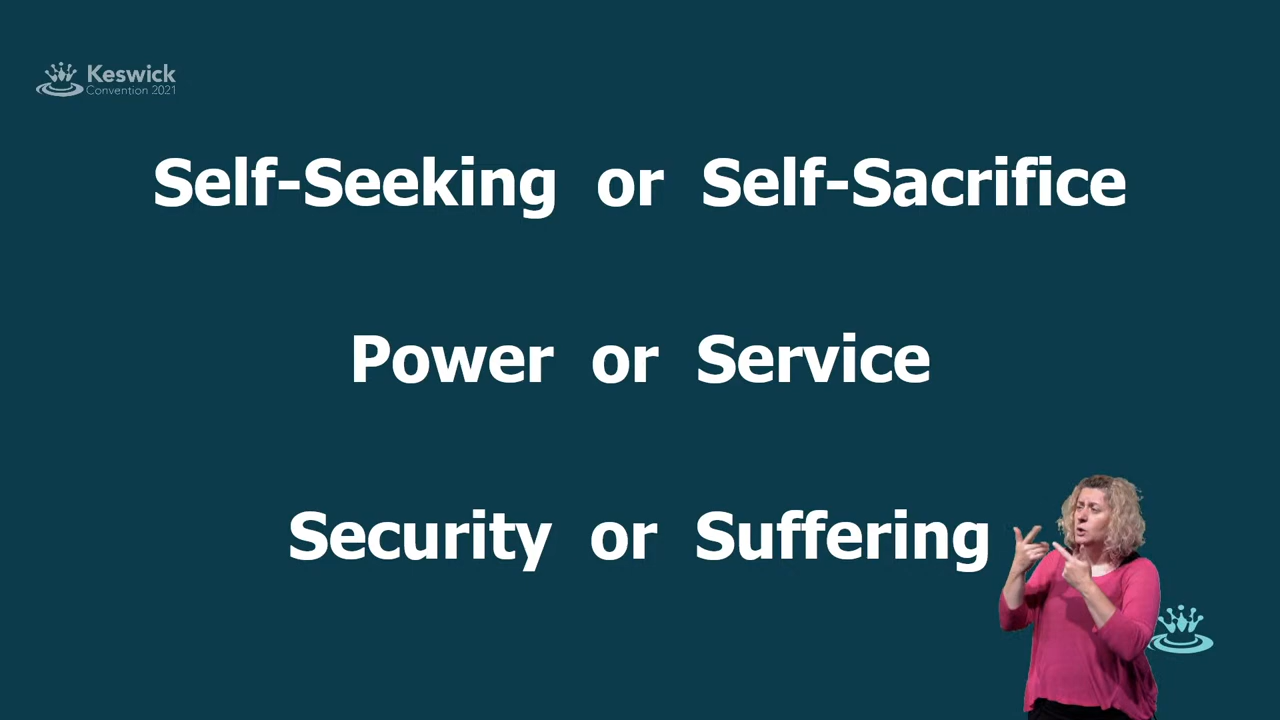 Keswick
Convention 2021
Self-Seeking or Self-Sacrifice
Power or Service
Security or Suffering